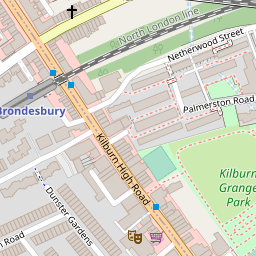 North London line
Netherwood Street
Palmerston Road
Brondesbury
Kilburn High Road
Kilburn
Grange
Park
Dunster Gardens
n Road